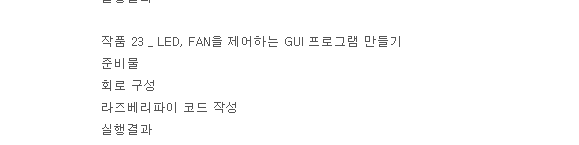 작품 23 _ LED, FAN을 제어하는 GUI 프로그램 만들기
준비물
회로 구성
라즈베리파이 코드 작성
실행결과